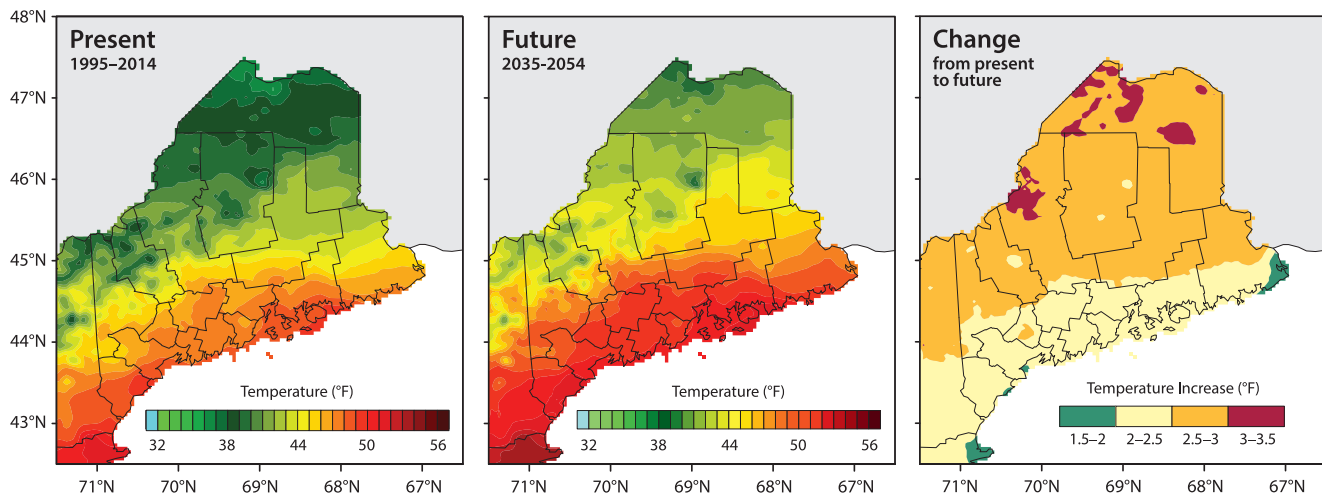 48°N
47°N
46°N
45°N
44°N
43°N
Present
1995–2014
Temperature (°F)
32 38 44 50 56
71°N 70°N 69°N 68°N 67°N
Future
2035-2054
Temperature (°F)
32 38 44 50 56
71°N 70°N 69°N 68°N 67°N
Change
from present
to future
Temperature Increase (°F)
1.5–2 2–2.5 2.5–3 3–3.5
71°N 70°N 69°N 68°N 67°N